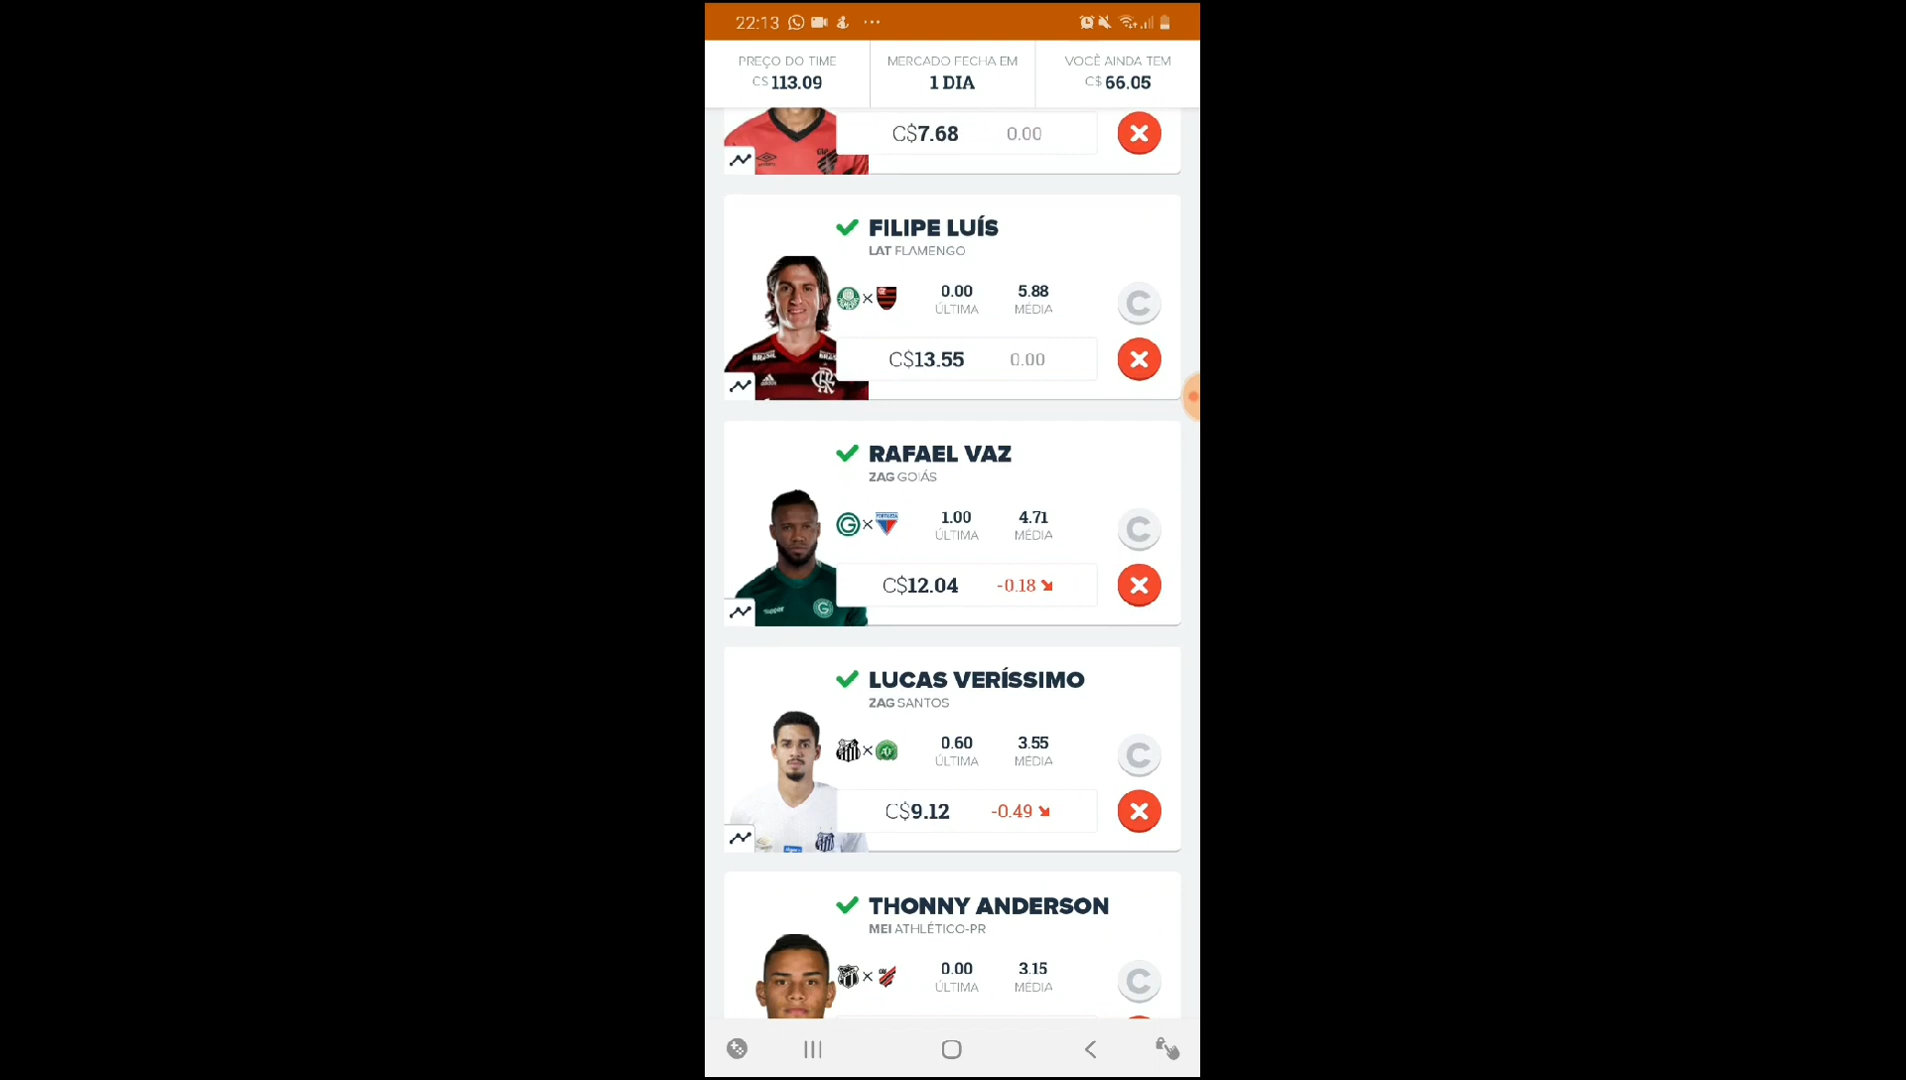 22:13
PREÇO DO TIME
C$ 113.09
MERCADO FECHA EM
1 DIA
VOCÊ AINDA TEM
C$ 66.05
C$7.68 0.00
FILIPE LUÍS
LAT FLAMENGO
0.00 5.88
ÚLTIMA MÉDIA
C$13.55 0.00
RAFAEL VAZ
ZAG GOIÁS
1.00 4.71
ÚLTIMA MÉDIA
C$12.04 -0.18
LUCAS VERÍSSIMO
ZAG SANTOS
0.60 3.55
ÚLTIMA MÉDIA
C$9.12 -0.49
THONNY ANDERSON
MEI ATHLÉTICO-PR
0.00 3.15
ÚLTIMA MÉDIA